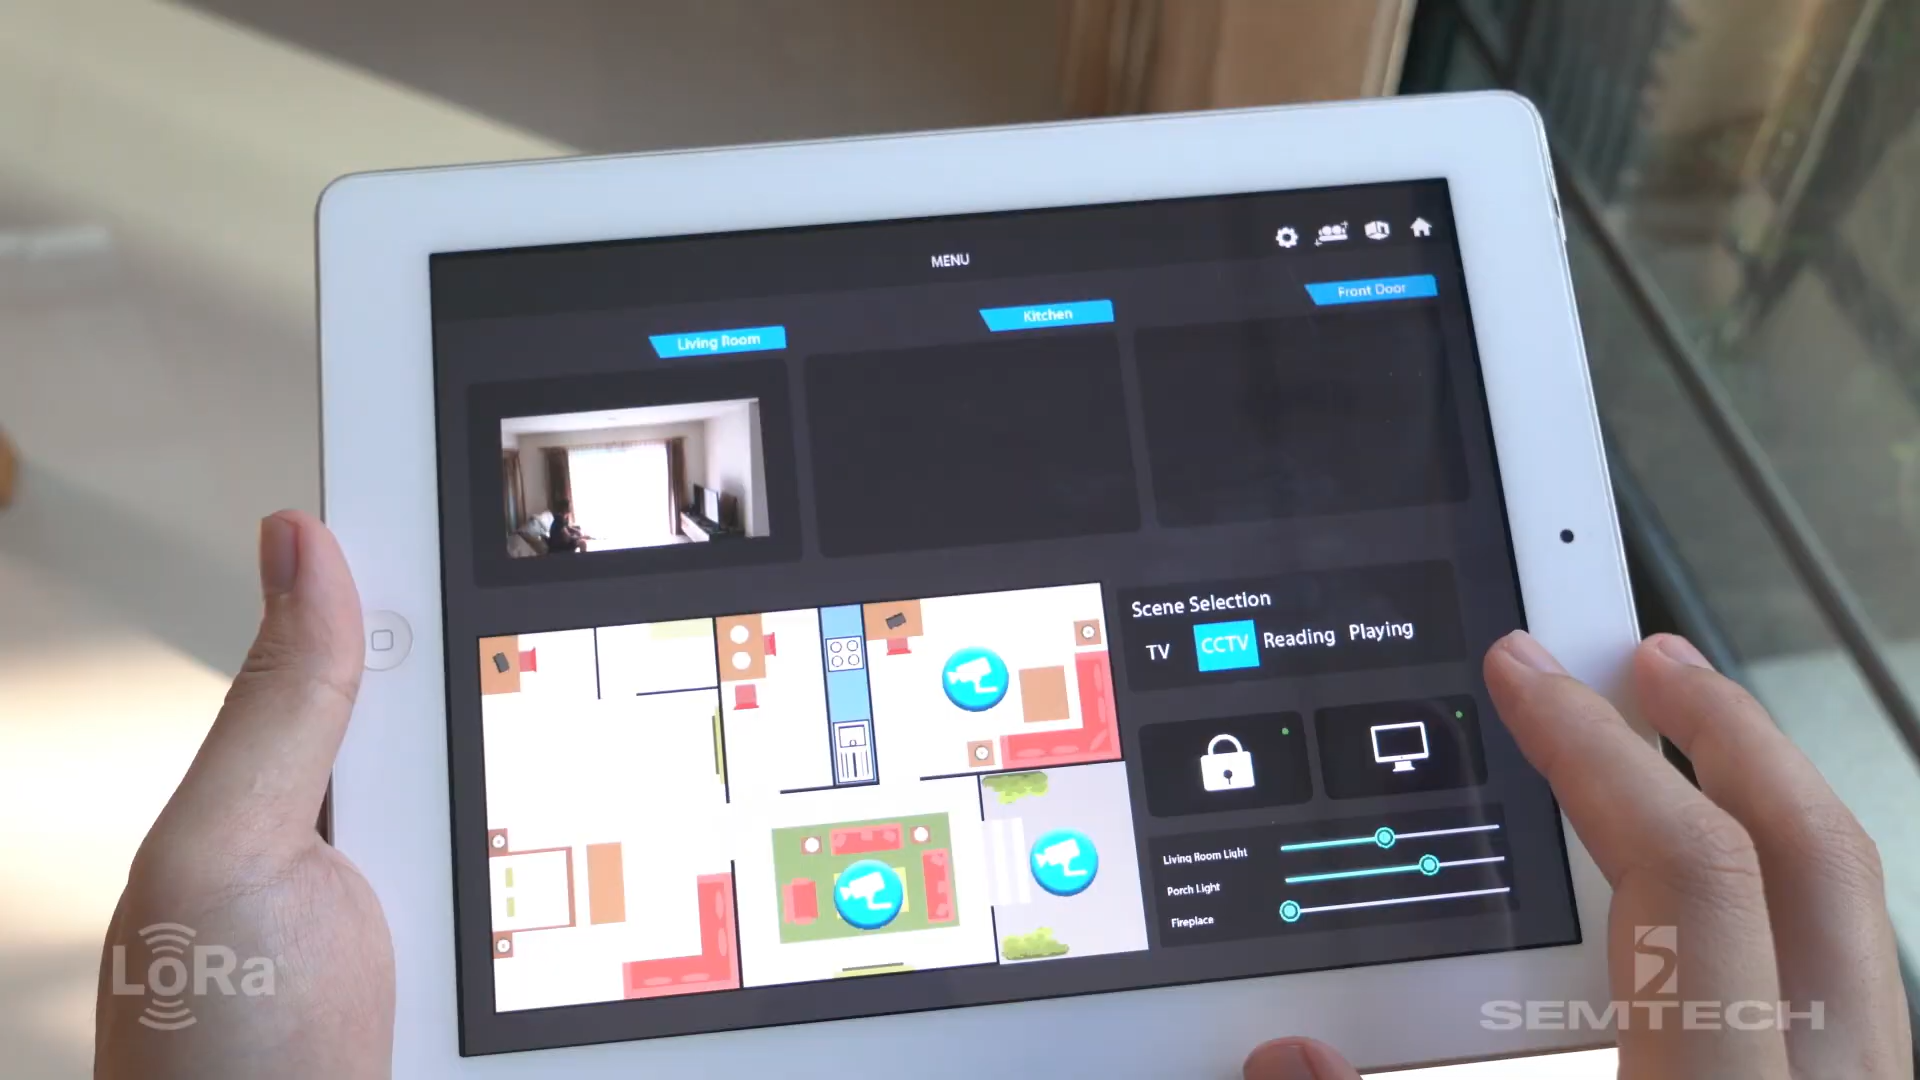 MENU
Living Room
Kitchen
Front Door
Scene Selection
TV CCTV Reading Playing
Living Room Light
Porch Light
Fireplace
LoRa
SEMTECH